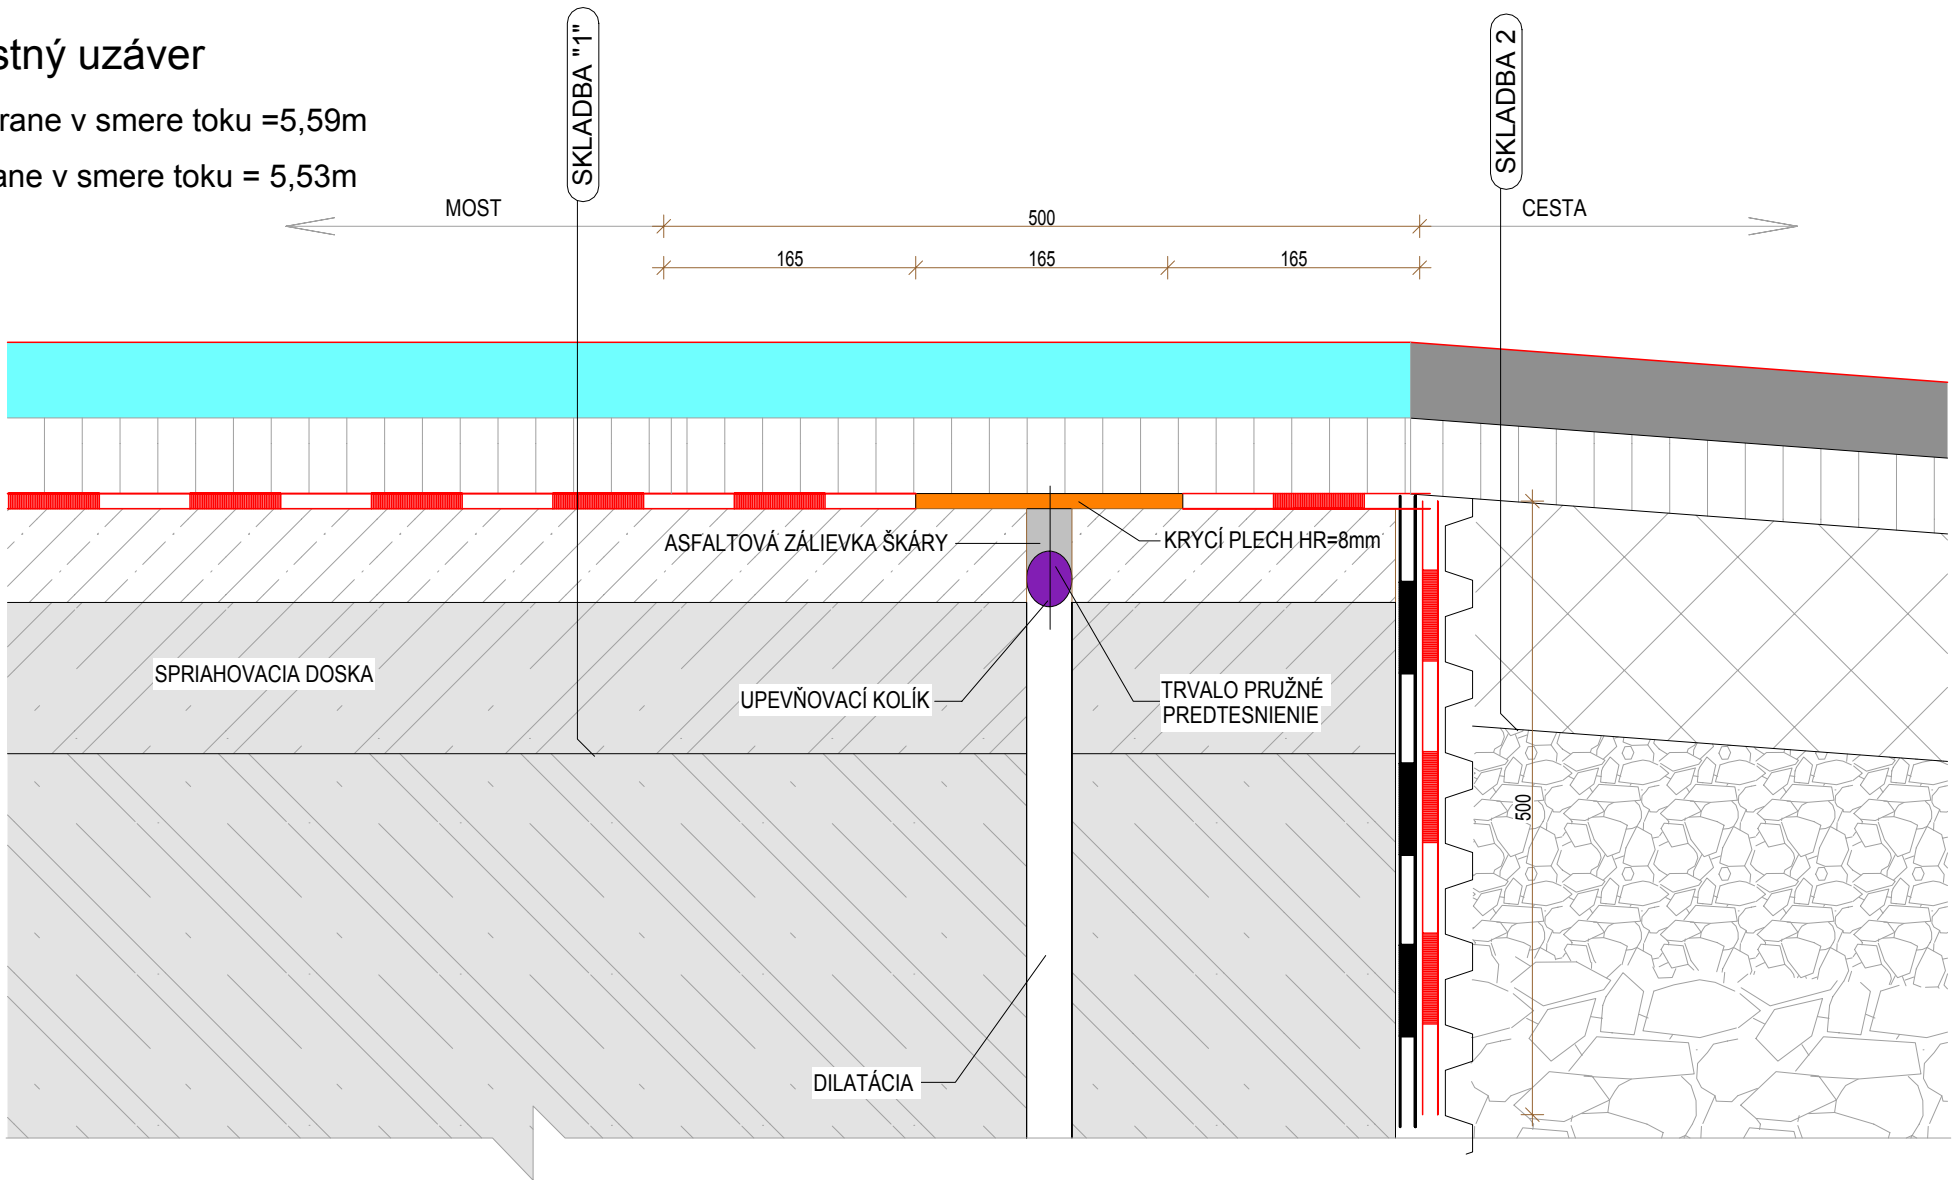 stný uzáver
rane v smere toku =5,59m
ane v smere toku = 5,53m
SKLADBA "1"
SKLADBA 2
MOST
500
CESTA
165
165
165
ASFALTOVÁ ZÁLIEVKA ŠKÁRY
KRYCÍ PLECH HR=8mm
SPRIAHOVACIA DOSKA
UPEVŇOVACÍ KOLÍK
TRVALO PRUŽNÉ
PREDTESNIENIE
500
DILATÁCIA